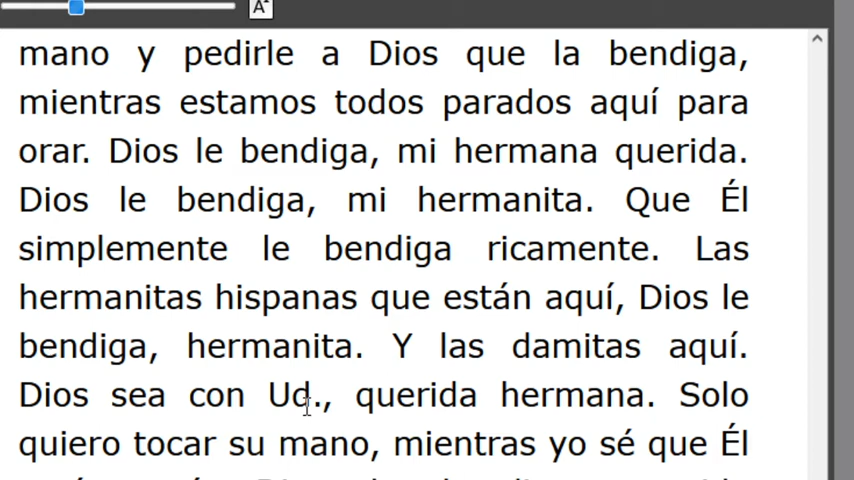 A
mano y pedirle a Dios que la bendiga,
mientras estamos todos parados aquí para
orar. Dios le bendiga, mi hermana querida.
Dios le bendiga, mi hermanita. Que Él
simplemente le bendiga ricamente. Las
hermanitas hispanas que están aquí, Dios le
bendiga, hermanita. Y las damitas aquí.
Dios sea con Ud., querida hermana. Solo
quiero tocar su mano, mientras yo sé que Él